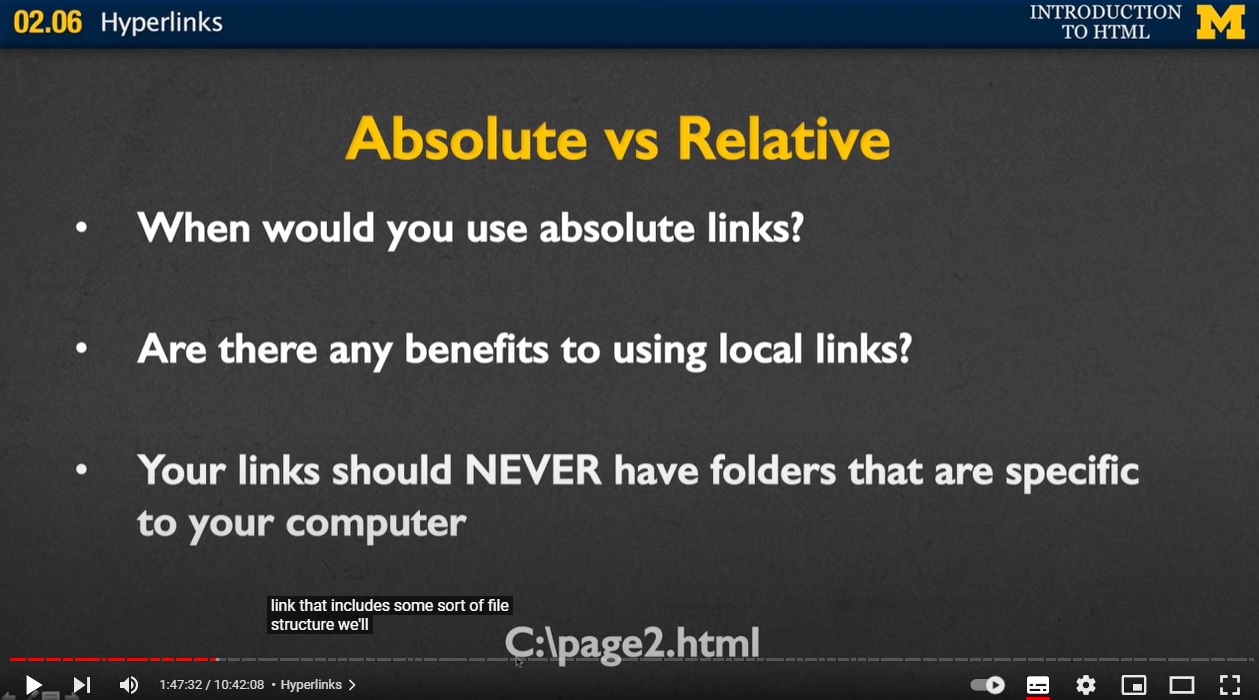 02.06 Hyperlinks
INTRODUCTION
TO HTML
M
Absolute vs Relative
• When would you use absolute links?
• Are there any benefits to using local links?
• Your links should NEVER have folders that are specific
to your computer
link that includes some sort of file
structure we'll
C:\page2.html
1:47:32 / 10:42:08 • Hyperlinks